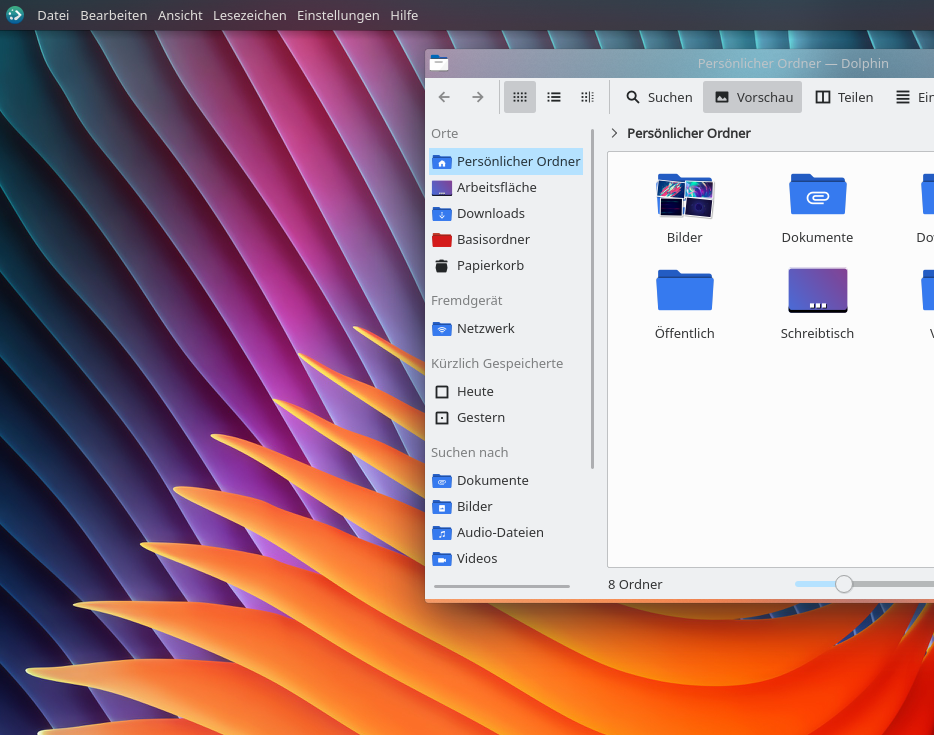 Datei Bearbeiten Ansicht Lesezeichen Einstellungen Hilfe
Persönlicher Ordner — Dolphin
Suchen Vorschau Teilen
Orte
Persönlicher Ordner
Arbeitsfläche
Downloads
Basisordner
Papierkorb
Fremdgerät
Netzwerk
Kürzlich Gespeicherte
Heute
Gestern
Suchen nach
Dokumente
Bilder
Audio-Dateien
Videos
Persönlicher Ordner
Bilder Dokumente
Öffentlich Schreibtisch
8 Ordner